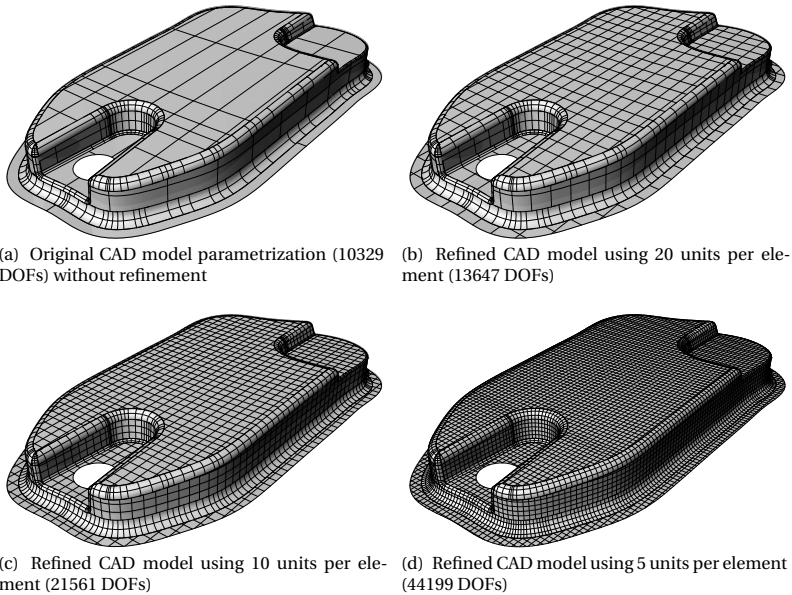 (a) Original CAD model parametrization (10329
DOFs) without refinement
(b) Refined CAD model using 20 units per ele-
ment (13647 DOFs)
(c) Refined CAD model using 10 units per ele-
ment (21561 DOFs)
(d) Refined CAD model using 5 units per element
(44199 DOFs)